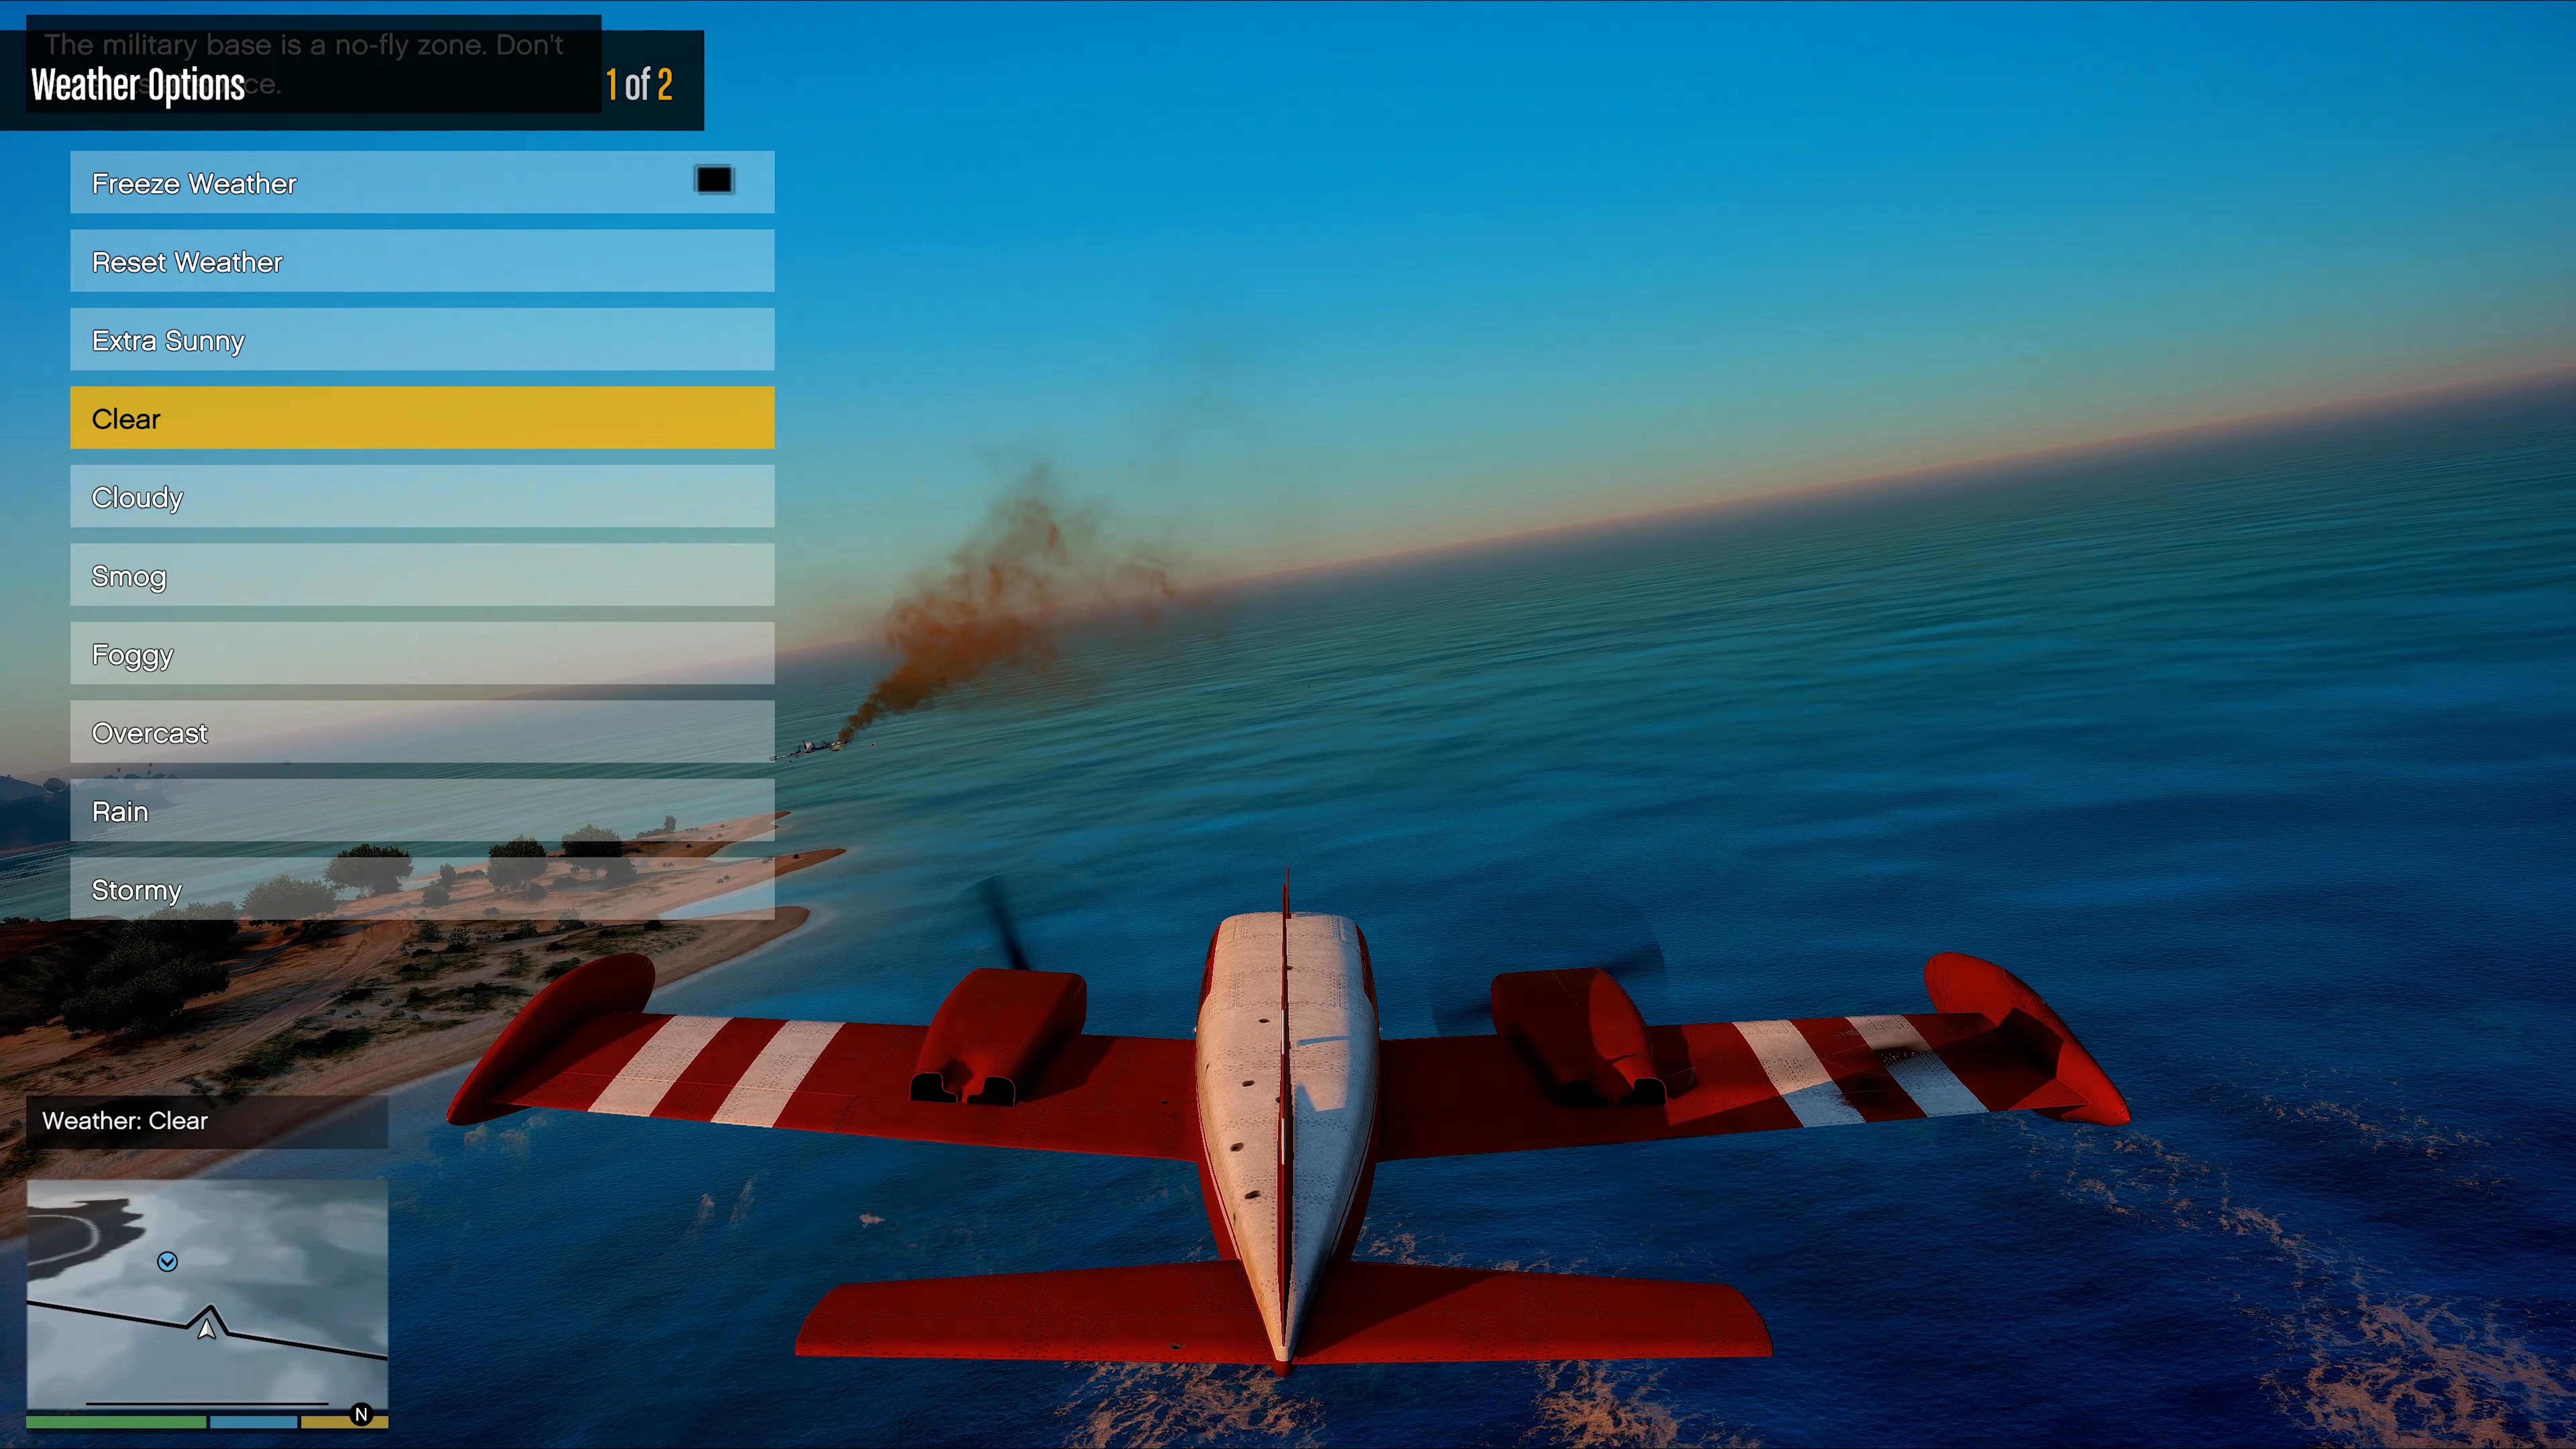 The military base is a no-fly zone. Don't
ce.
Weather Options
1 of 2
Freeze Weather
Reset Weather
Extra Sunny
Clear
Cloudy
Smog
Foggy
Overcast
Rain
Stormy
Weather: Clear
N